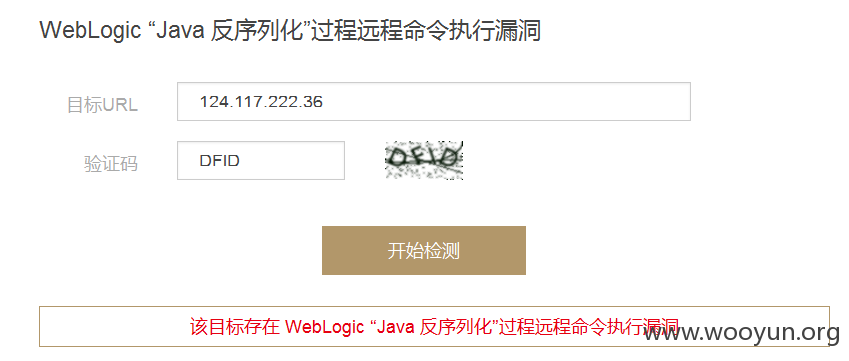 WebLogic “Java 反序列化”过程远程命令执行漏洞
目标URL 124.117.222.36
验证码 DFID DFID
开始检测
该目标存在 WebLogic “Java 反序列化”过程远程命令执行漏洞
www.wooyun.org